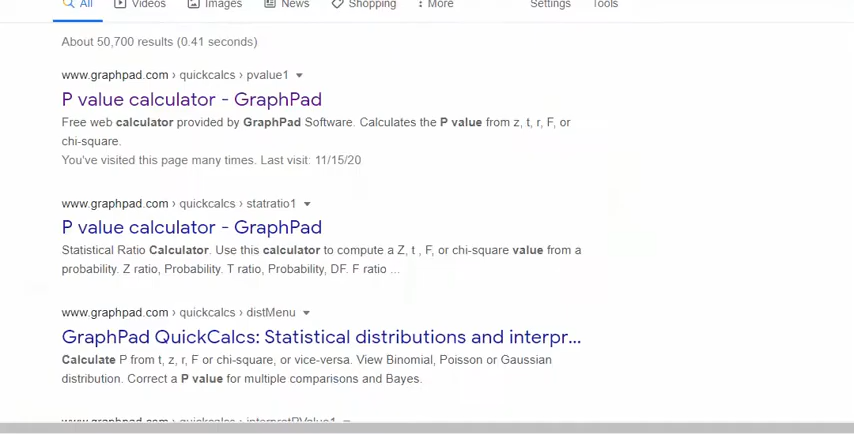 All Videos Images News Shopping More Settings Tools
About 50,700 results (0.41 seconds)
www.graphpad.com › quickcalcs › pvalue1
P value calculator - GraphPad
Free web calculator provided by GraphPad Software. Calculates the P value from z, t, r, F, or
chi-square.
You've visited this page many times. Last visit: 11/15/20
www.graphpad.com › quickcalcs › statratio1
P value calculator - GraphPad
Statistical Ratio Calculator. Use this calculator to compute a Z, t , F, or chi-square value from a
probability. Z ratio, Probability. T ratio, Probability, DF. F ratio ...
www.graphpad.com › quickcalcs › distMenu
GraphPad QuickCalcs: Statistical distributions and interpr...
Calculate P from t, z, r, F or chi-square, or vice-versa. View Binomial, Poisson or Gaussian
distribution. Correct a P value for multiple comparisons and Bayes.
www.graphpad.com › quickcalcs › interpretPValue1